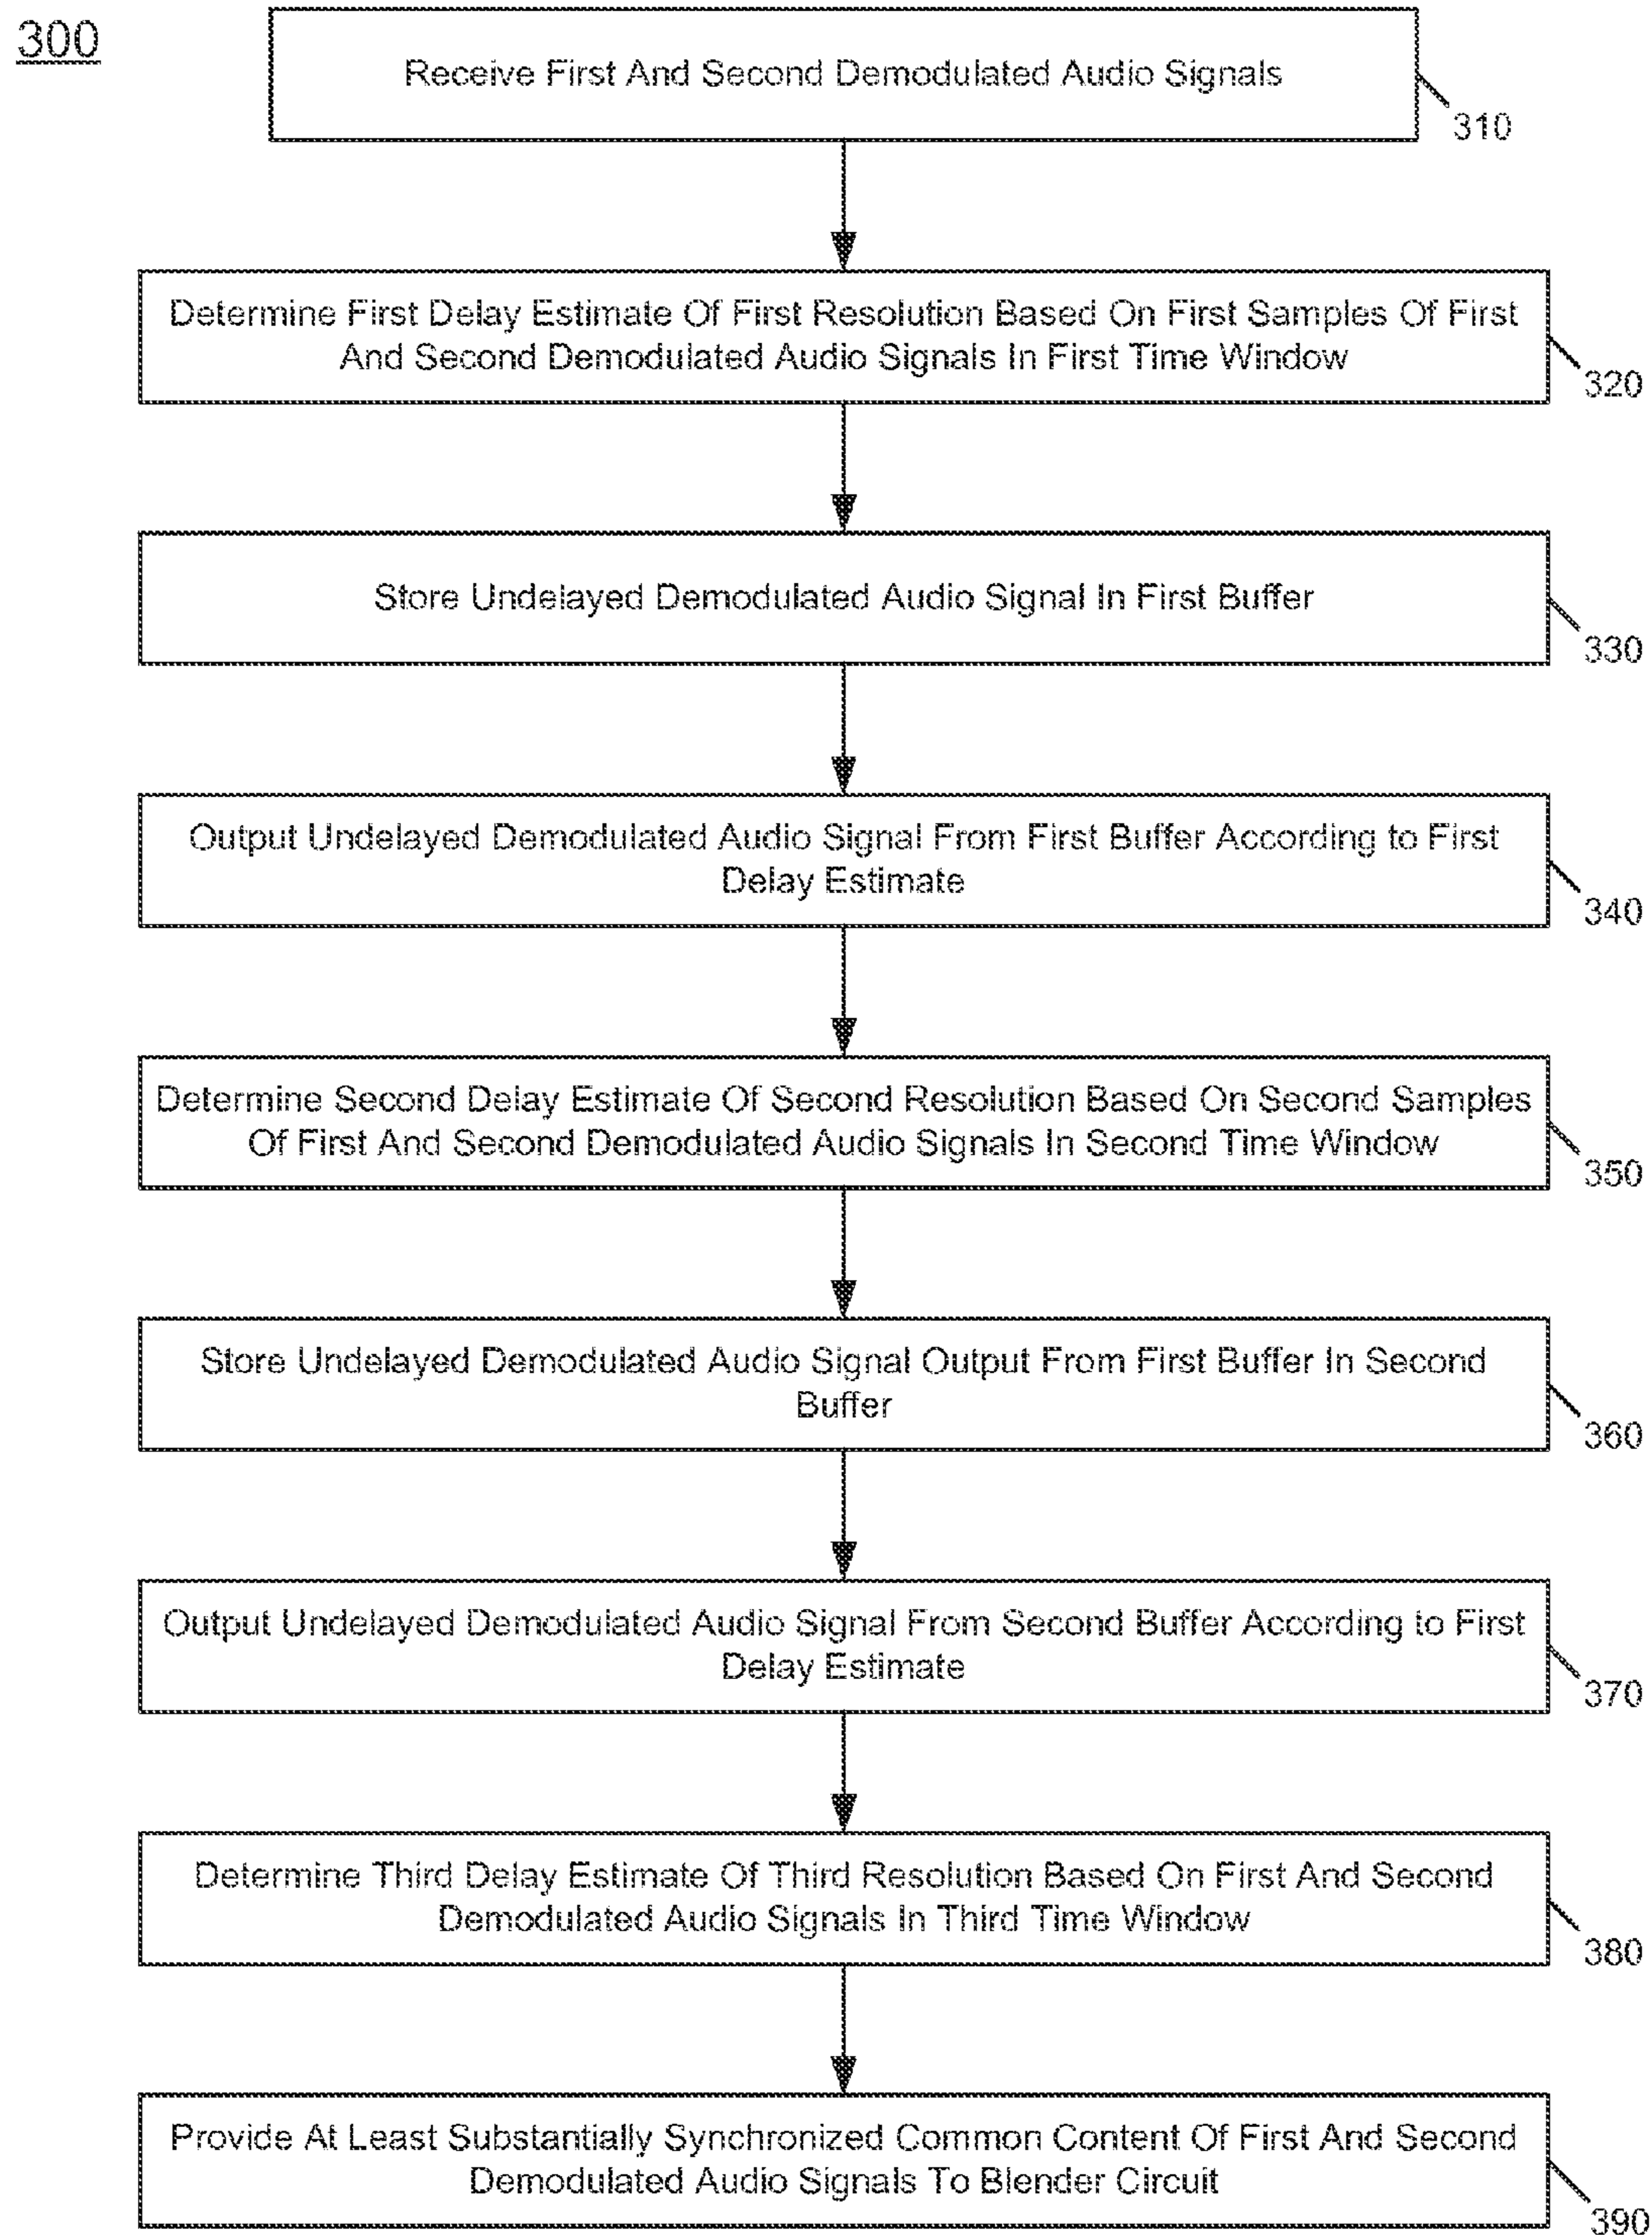 300
Receive First And Second Demodulated Audio Signals
310
Determine First Delay Estimate Of First Resolution Based On First Samples Of First
And Second Demodulated Audio Signals In First Time Window
320
Store Undelayed Demodulated Audio Signal In First Buffer
330
Output Undelayed Demodulated Audio Signal From First Buffer According to First
Delay Estimate
340
Determine Second Delay Estimate Of Second Resolution Based On Second Samples
Of First And Second Demodulated Audio Signals In Second Time Window
350
Store Undelayed Demodulated Audio Signal Output From First Buffer In Second
Buffer
360
Output Undelayed Demodulated Audio Signal From Second Buffer According to First
Delay Estimate
370
Determine Third Delay Estimate Of Third Resolution Based On First And Second
Demodulated Audio Signals In Third Time Window
380
Provide At Least Substantially Synchronized Common Content Of First And Second
Demodulated Audio Signals To Blender Circuit
390